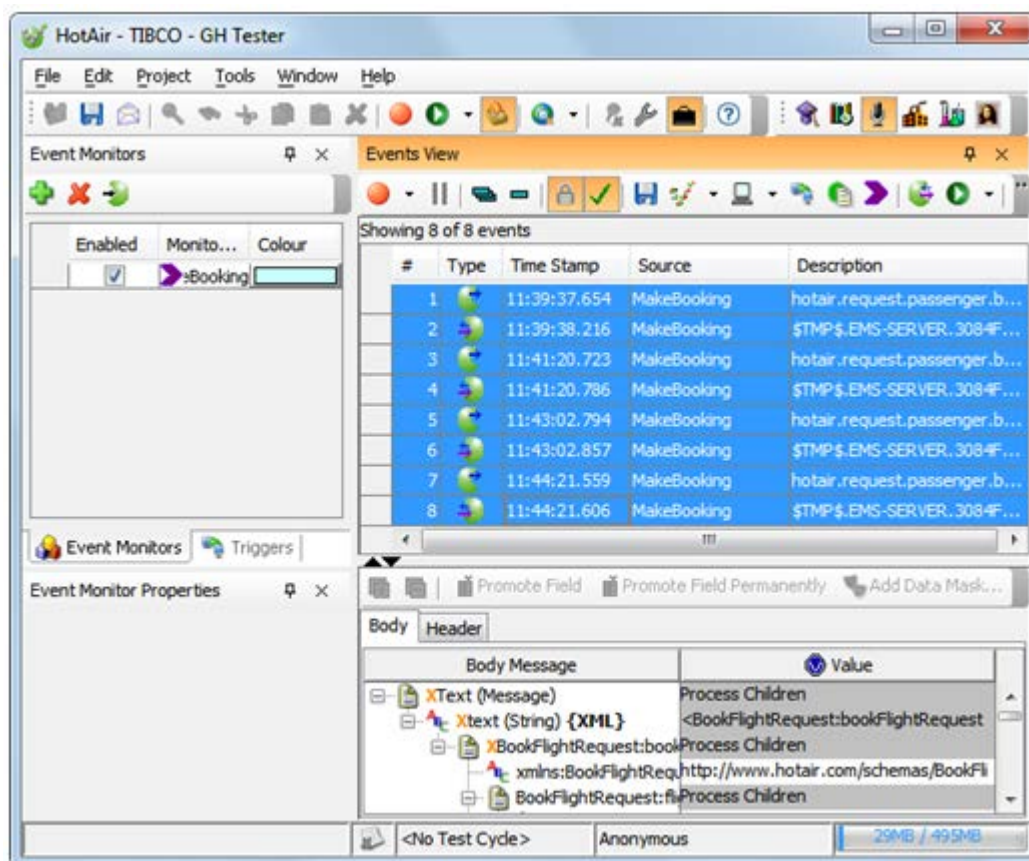 HotAir - TIBCO - GH Tester
File Edit Project Tools Window Help
Event Monitors
Enabled Monito... Colour
eBooking
Event Monitors Triggers
Event Monitor Properties
Events View
Showing 8 of 8 events
# Type Time Stamp Source Description
1 11:39:37.654 MakeBooking hotair.request.passenger.b...
2 11:39:38.216 MakeBooking $TMP$.EMS-SERVER.3084F...
3 11:41:20.723 MakeBooking hotair.request.passenger.b...
4 11:41:20.786 MakeBooking $TMP$.EMS-SERVER.3084F...
5 11:43:02.794 MakeBooking hotair.request.passenger.b...
6 11:43:02.857 MakeBooking $TMP$.EMS-SERVER.3084F...
7 11:44:21.559 MakeBooking hotair.request.passenger.b...
8 11:44:21.606 MakeBooking $TMP$.EMS-SERVER.3084F...
Promote Field Promote Field Permanently Add Data Mask...
Body Header
Body Message Value
XText (Message) Process Children
Xtext (String) {XML} <BookFlightRequest:bookFlightRequest
XBookFlightRequest:book Process Children
xmlns:BookFlightRequ http://www.hotair.com/schemas/BookFli
BookFlightRequest:fli Process Children
<No Test Cycle> Anonymous 29MB / 495MB